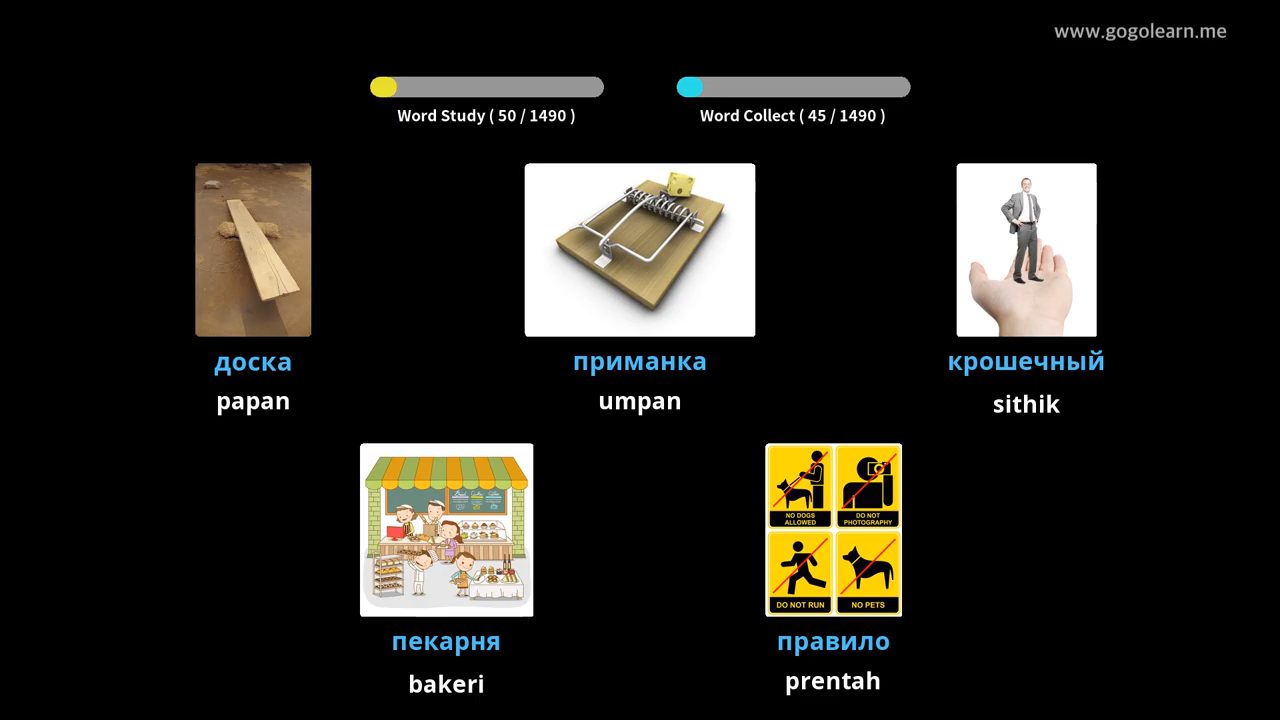 www.gogolearn.me
Word Study ( 50 / 1490 )
Word Collect ( 45 / 1490 )
доска
papan
приманка
umpan
крошечный
sithik
NO DOGS
ALLOWED
DO NOT
PHOTOGRAPHY
DO NOT RUN
NO PETS
пекарня
bakeri
правило
prentah